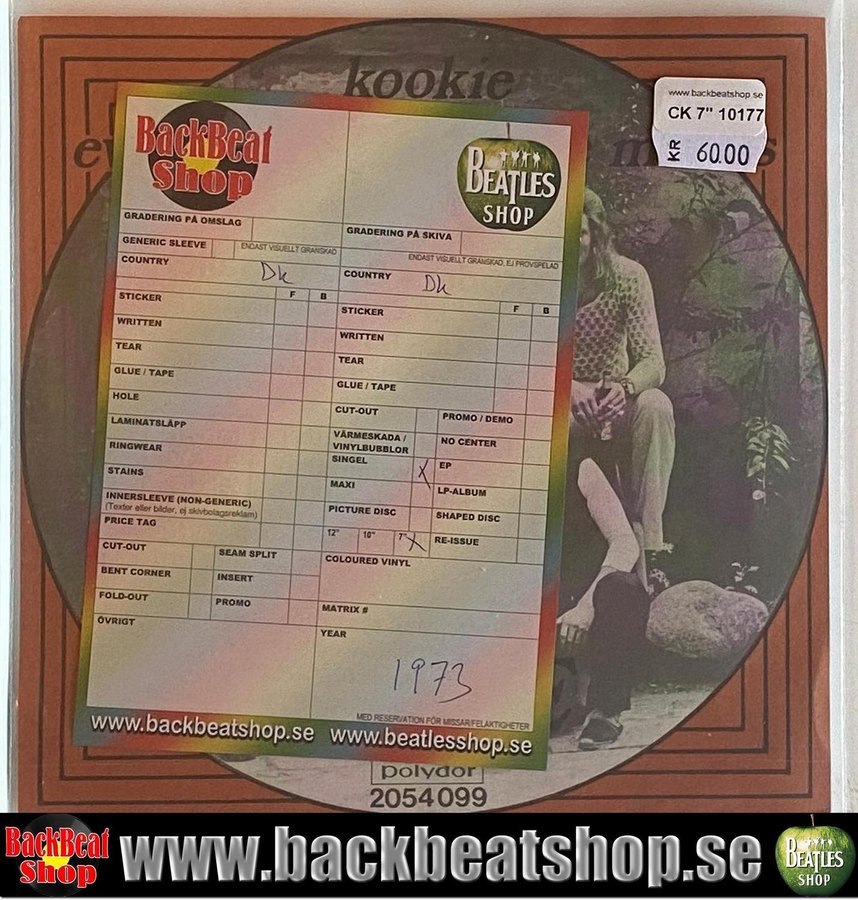 kookie
www.backbeatshop.se
CK 7" 10177
KR 60.00
BackBeat
Shop
BEATLES
SHOP
GRADERING PÅ OMSLAG
GENERIC SLEEVE
ENDAST VISUELLT GRANSKAD
COUNTRY Dk
F B
STICKER
WRITTEN
TEAR
GLUE / TAPE
HOLE
LAMINATSLÄPP
RINGWEAR
STAINS
INNERSLEEVE (NON-GENERIC)
(Texter eller bilder, ej skivbolagsreklam)
PRICE TAG
CUT-OUT
SEAM SPLIT
BENT CORNER
INSERT
FOLD-OUT
PROMO
ÖVRIGT
GRADERING PÅ SKIVA
ENDAST VISUELLT GRANSKAD, EJ PROVSPELAD
COUNTRY Dk
F B
STICKER
WRITTEN
TEAR
GLUE / TAPE
CUT-OUT
PROMO / DEMO
VÄRMESKADA /
VINYLBUBBLOR
NO CENTER
SINGEL X
EP
MAXI
LP-ALBUM
PICTURE DISC
SHAPED DISC
12" 10" 7" X
RE-ISSUE
COLOURED VINYL
MATRIX #
YEAR
1973
MED RESERVATION FÖR MISSAR/FELAKTIGHETER
www.backbeatshop.se www.beatlesshop.se
polydor
2054099
BackBeat
Shop
www.backbeatshop.se
BEATLES
SHOP